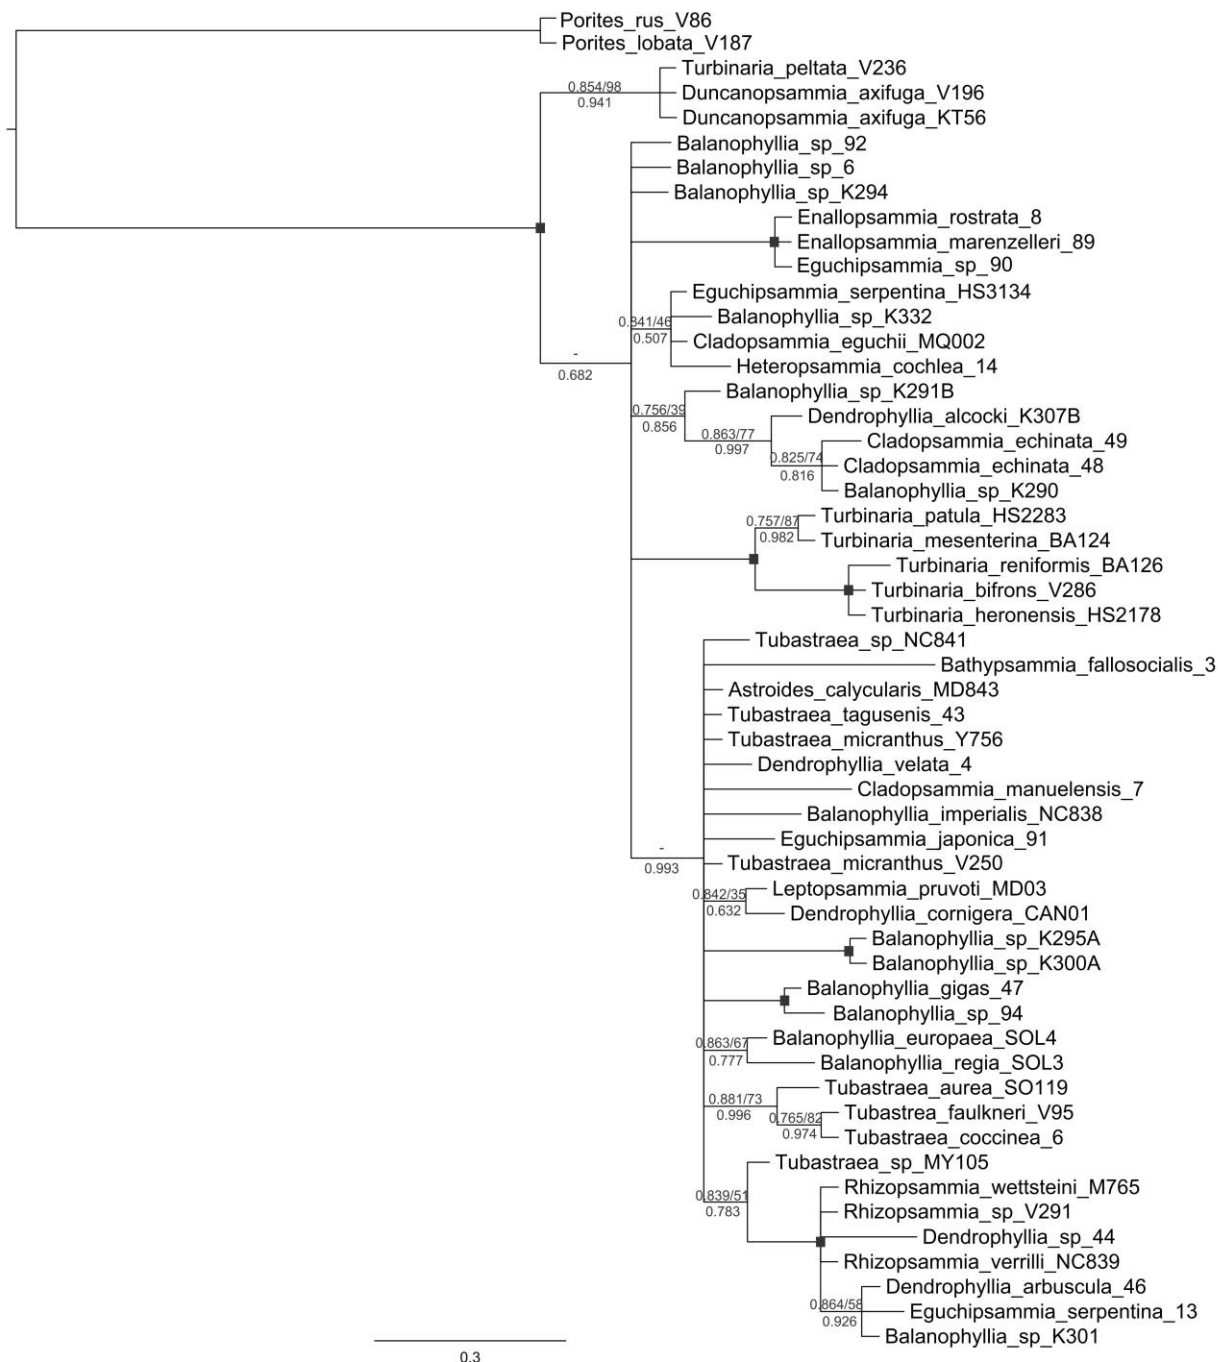 Porites_rus_V86
Porites_lobata_V187
Turbinaria_peltata_V236
0.854/98
Duncanopsammia_axifuga_V196
0.941
Duncanopsammia_axifuga_KT56
Balanophyllia_sp_92
Balanophyllia_sp_6
Balanophyllia_sp_K294
Enallopsammia_rostrata_8
Enallopsammia_marenzelleri_89
Eguchipsammia_sp_90
Eguchipsammia_serpentina_HS3134
Balanophyllia_sp_K332
0.841/46
0.507
Cladopsammia_eguchii_MQ002
-
0.682
Heteropsammia_cochlea_14
Balanophyllia_sp_K291B
0.756/39
0.856
Dendrophyllia_alcocki_K307B
0.863/77
0.997
Cladopsammia_echinata_49
0.825/74
0.816
Cladopsammia_echinata_48
Balanophyllia_sp_K290
Turbinaria_patula_HS2283
0.757/87
0.982
Turbinaria_mesenterina_BA124
Turbinaria_reniformis_BA126
Turbinaria_bifrons_V286
Turbinaria_heronensis_HS2178
Tubastraea_sp_NC841
Bathypsammia_fallosocialis_3
Astroides_calycularis_MD843
Tubastraea_tagusenis_43
Tubastraea_micranthus_Y756
Dendrophyllia_velata_4
Cladopsammia_manuelensis_7
Balanophyllia_imperialis_NC838
Eguchipsammia_japonica_91
-
0.993
Tubastraea_micranthus_V250
Leptopsammia_pruvoti_MD03
0.842/35
0.632
Dendrophyllia_cornigera_CAN01
Balanophyllia_sp_K295A
Balanophyllia_sp_K300A
Balanophyllia_gigas_47
Balanophyllia_sp_94
Balanophyllia_europaea_SOL4
0.863/67
0.777
Balanophyllia_regia_SOL3
Tubastraea_aurea_SO119
0.881/73
0.996
Tubastrea_faulkneri_V95
0.765/82
0.974
Tubastraea_coccinea_6
Tubastraea_sp_MY105
Rhizopsammia_wettsteini_M765
0.839/51
0.783
Rhizopsammia_sp_V291
Dendrophyllia_sp_44
Rhizopsammia_verrilli_NC839
Dendrophyllia_arbuscula_46
0.864/58
0.926
Eguchipsammia_serpentina_13
Balanophyllia_sp_K301
0.3